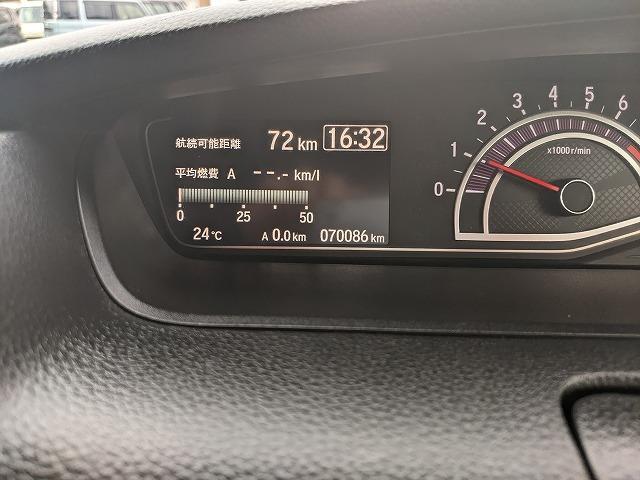 航続可能距離 72 km 16:32
平均燃費 A --.- km/l
0 25 50
24℃ A 0.0 km 070086 km
0 1 2 3 4 5 6
x1000 r/min